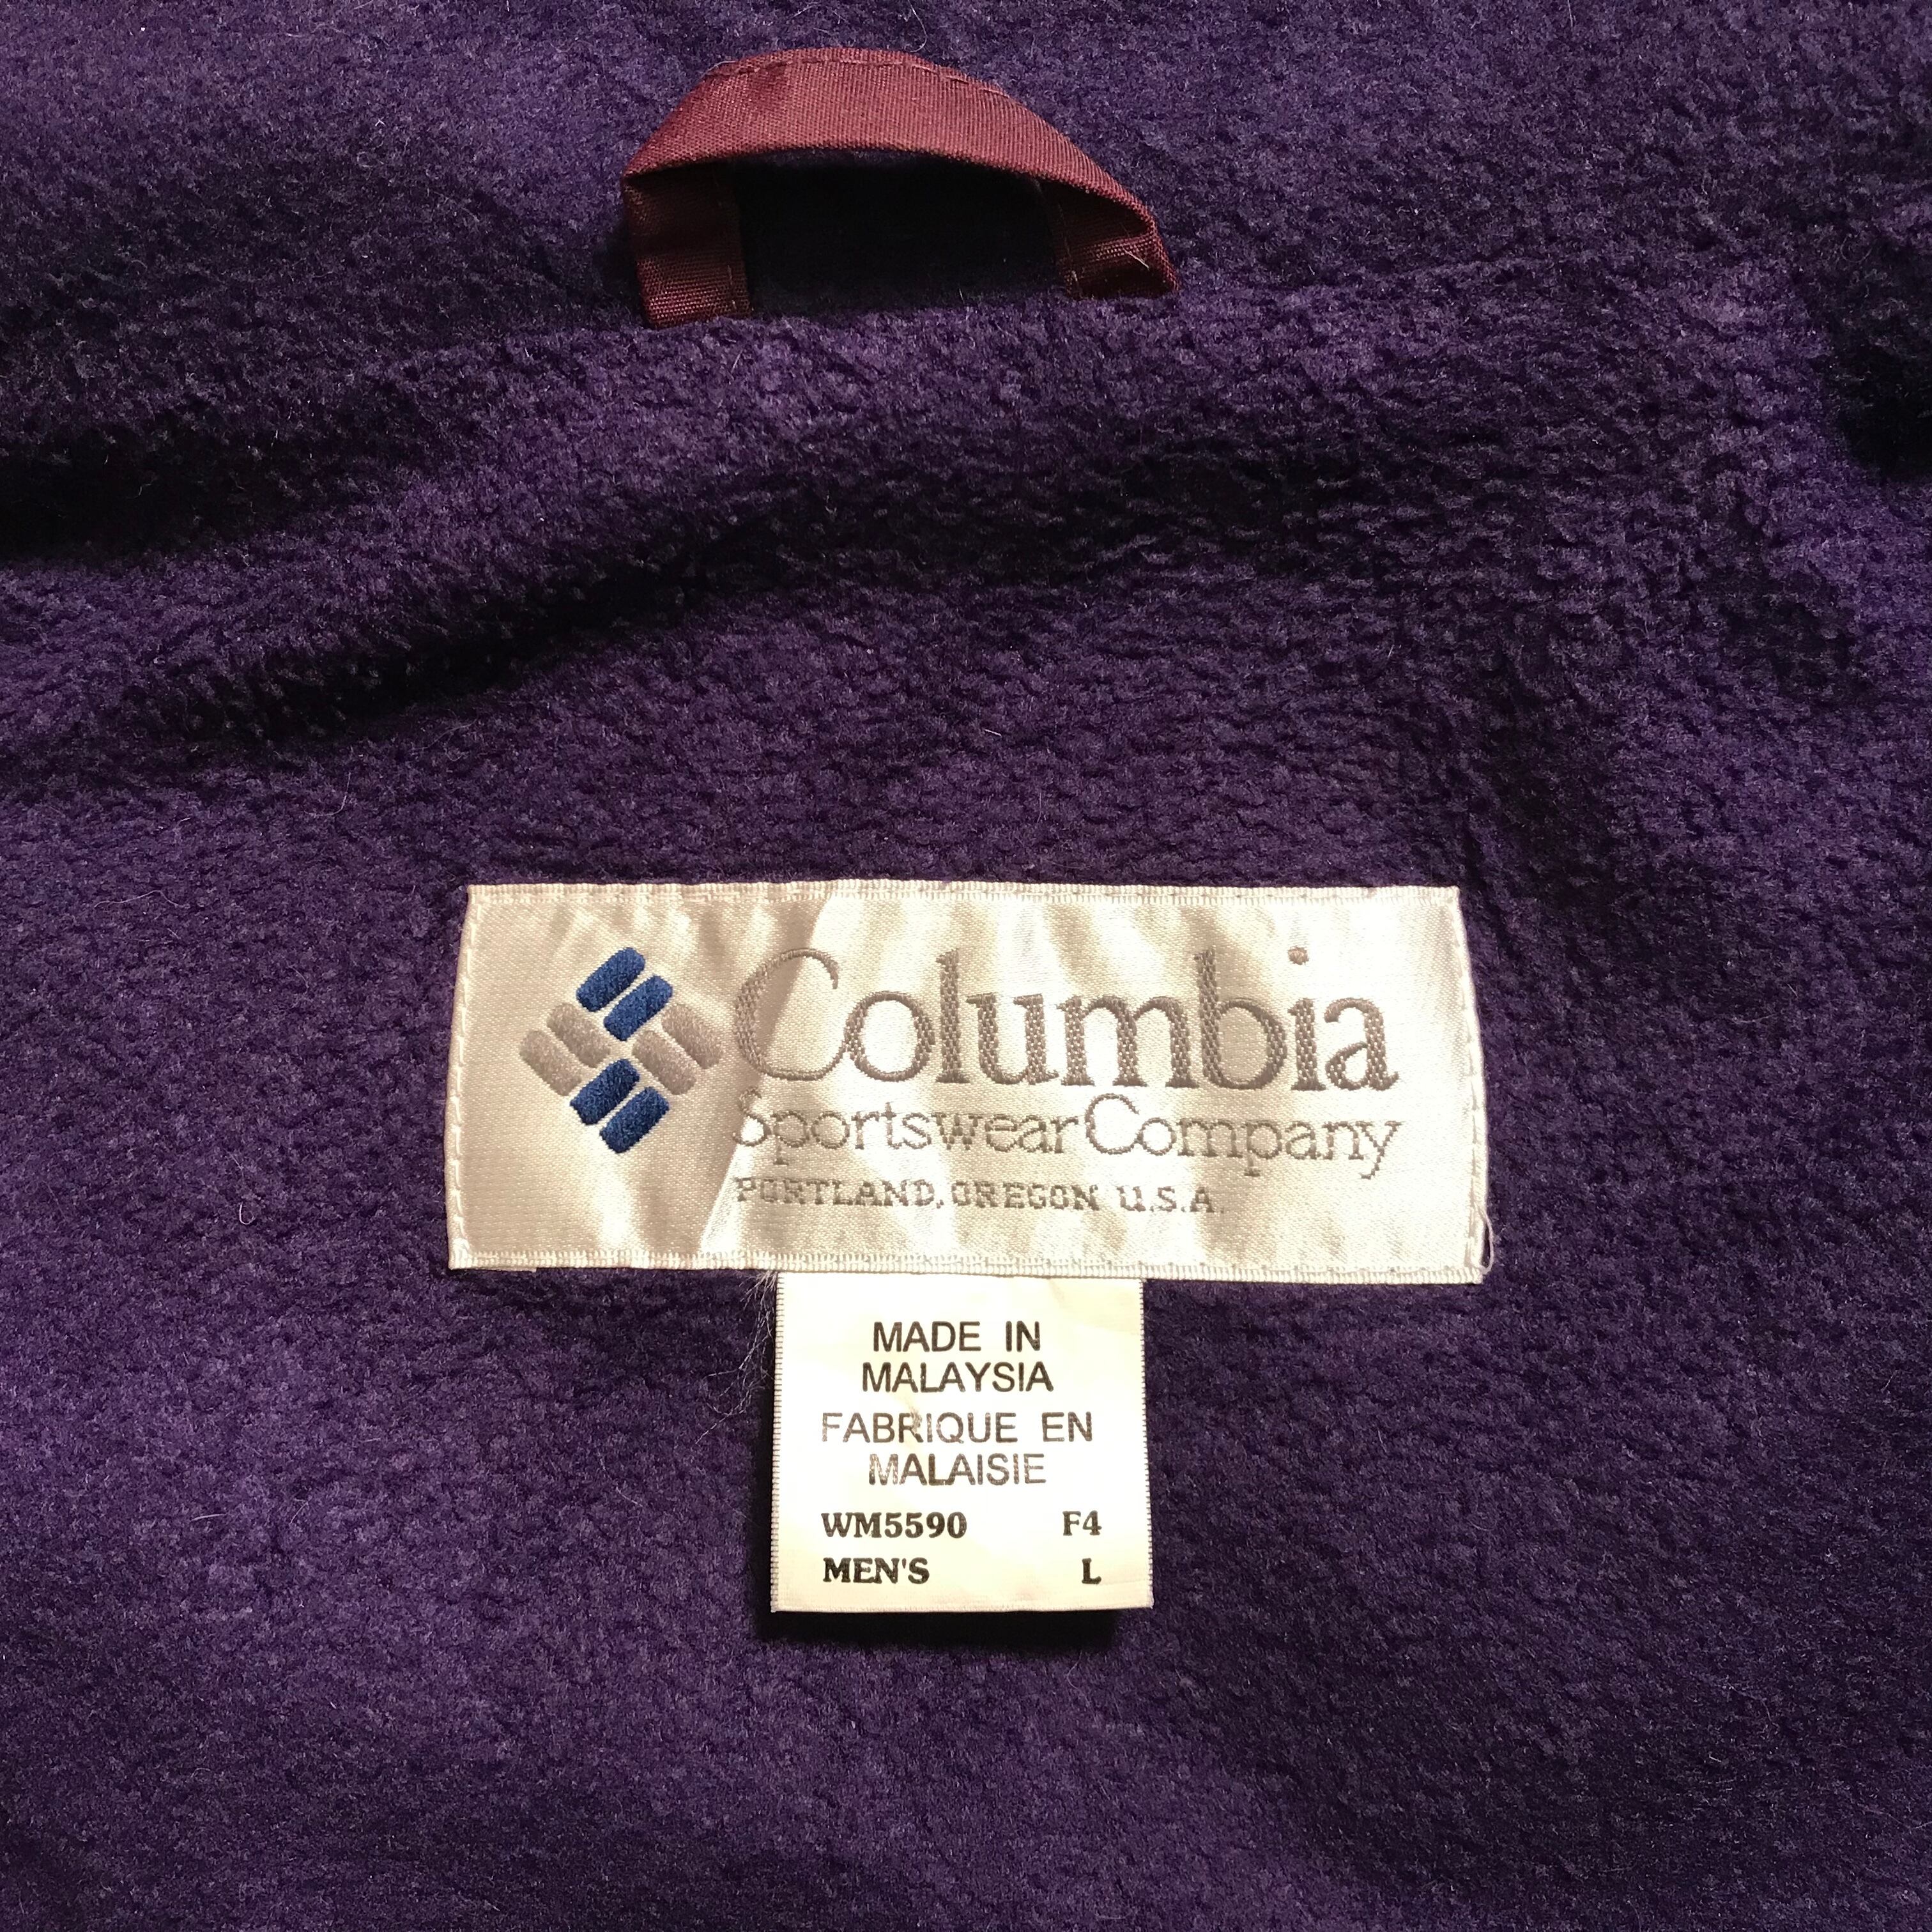 Columbia
Sportswear Company
PORTLAND, OREGON U.S.A.
MADE IN
MALAYSIA
FABRIQUE EN
MALAISIE
WM5590 F4
MEN'S L